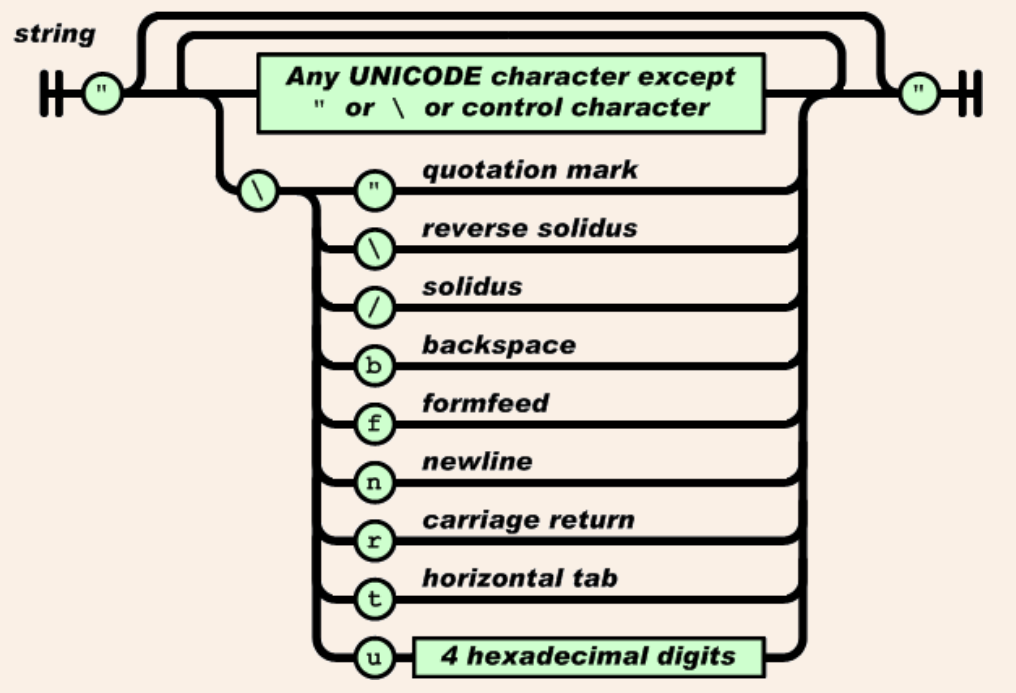 string
"
Any UNICODE character except
" or \ or control character
"
\
" quotation mark
\ reverse solidus
/ solidus
b backspace
f formfeed
n newline
r carriage return
t horizontal tab
u 4 hexadecimal digits